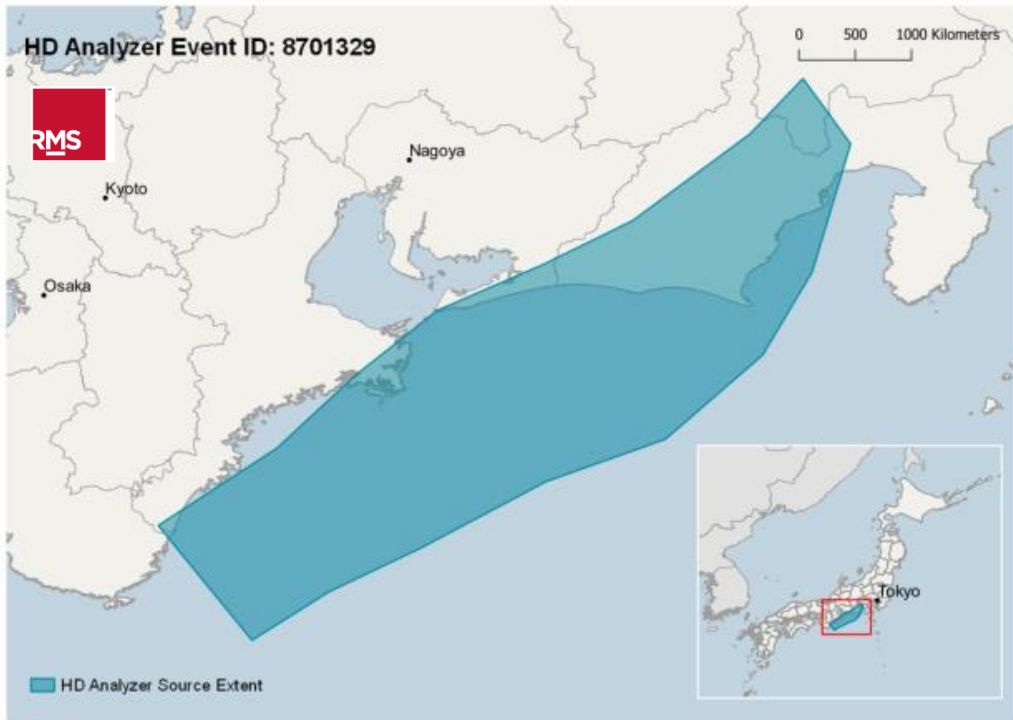 HD Analyzer Event ID: 8701329
0 500 1000 Kilometers
RMS
Nagoya
Kyoto
Osaka
Tokyo
HD Analyzer Source Extent